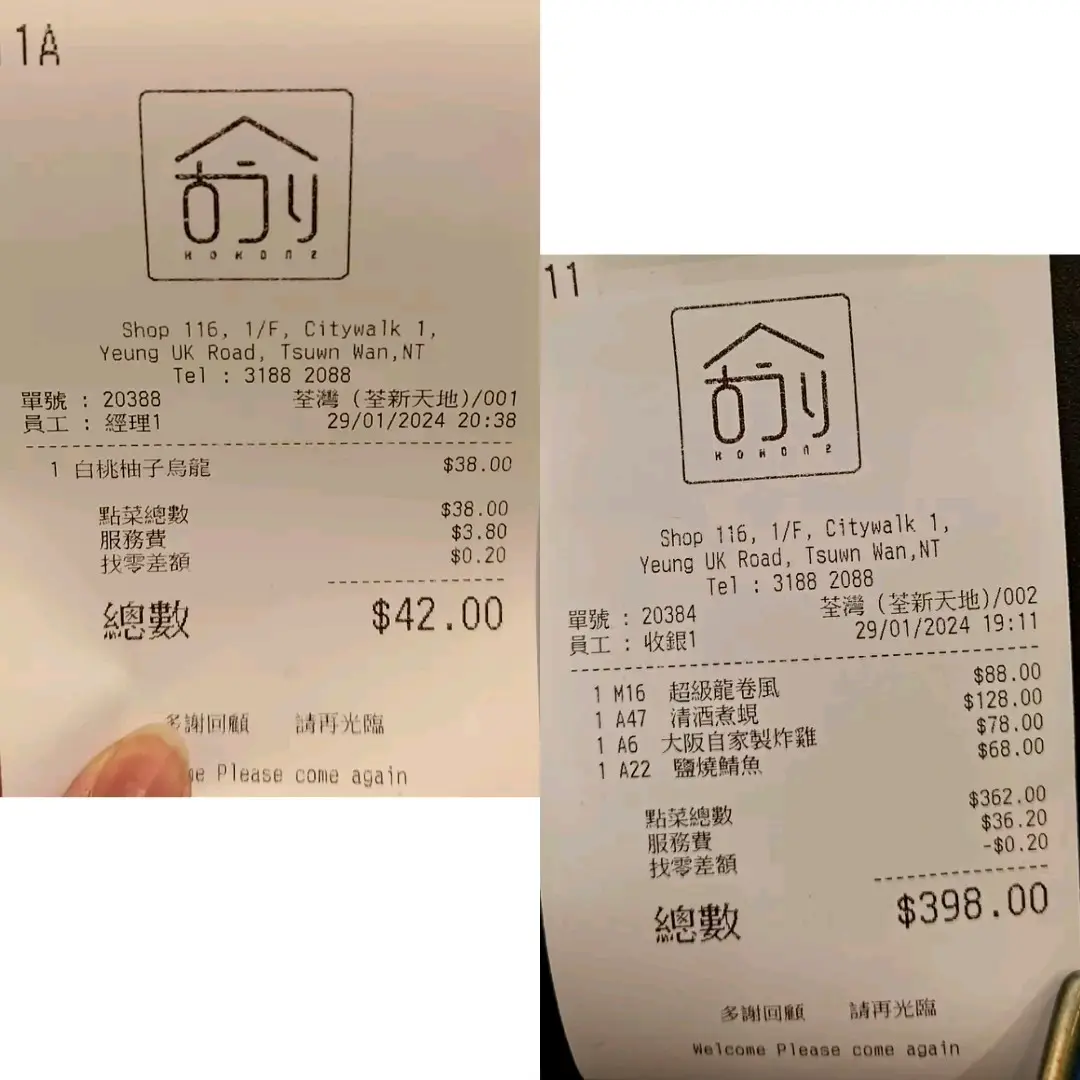 11A
KOKON2
Shop 116, 1/F, Citywalk 1,
Yeung UK Road, Tsuwn Wan,NT
Tel : 3188 2088
單號 : 20388 荃灣 (荃新天地)/001
員工 : 經理1 29/01/2024 20:38
1 白桃柚子烏龍 $38.00
點菜總數 $38.00
服務費 $3.80
找零差額 $0.20
總數 $42.00
多謝回顧 請再光臨
me Please come again
11
KOKON2
Shop 116, 1/F, Citywalk 1,
Yeung UK Road, Tsuwn Wan,NT
Tel : 3188 2088
單號 : 20384 荃灣 (荃新天地)/002
員工 : 收銀1 29/01/2024 19:11
1 M16 超級龍卷風 $88.00
1 A47 清酒煮蜆 $128.00
1 A6 大阪自家製炸雞 $78.00
1 A22 鹽燒鯖魚 $68.00
點菜總數 $362.00
服務費 $36.20
找零差額 -$0.20
總數 $398.00
多謝回顧 請再光臨
Welcome Please come again